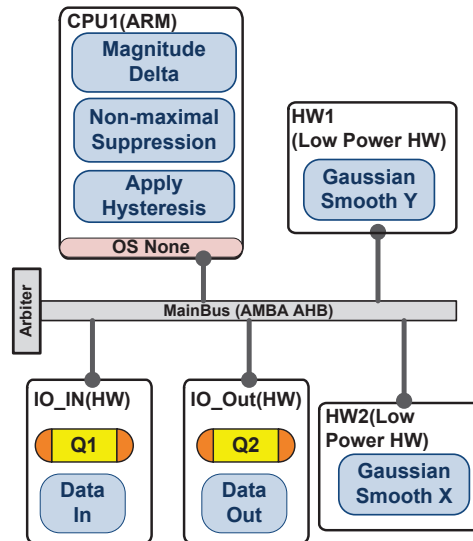 CPU1(ARM)
Magnitude
Delta
Non-maximal
Suppression
Apply
Hysteresis
OS None
HW1
(Low Power HW)
Gaussian
Smooth Y
Arbiter
MainBus (AMBA AHB)
IO_IN(HW)
Q1
Data
In
IO_Out(HW)
Q2
Data
Out
HW2(Low
Power HW)
Gaussian
Smooth X